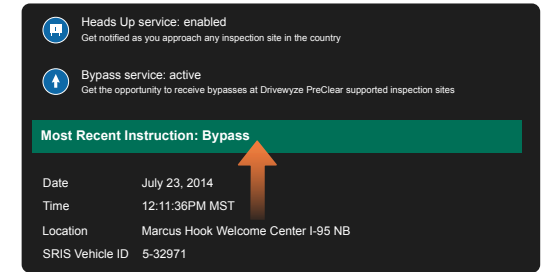 Heads Up service: enabled
Get notified as you approach any inspection site in the country
Bypass service: active
Get the opportunity to receive bypasses at Drivewyze PreClear supported inspection sites
Most Recent Instruction: Bypass
Date July 23, 2014
Time 12:11:36PM MST
Location Marcus Hook Welcome Center I-95 NB
SRIS Vehicle ID 5-32971